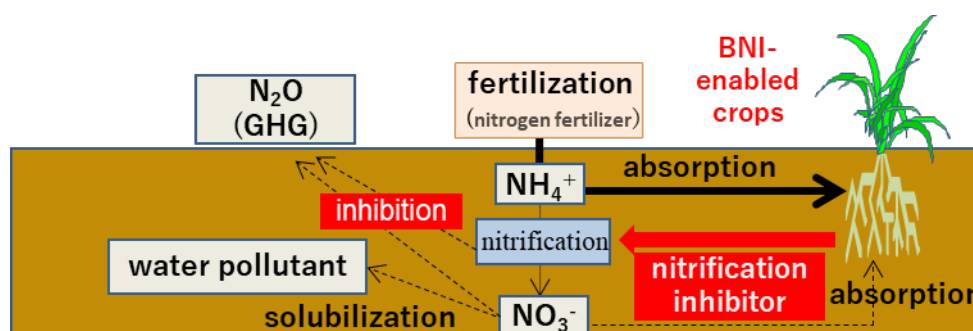 N₂O
(GHG)
fertilization
(nitrogen fertilizer)
BNI-
enabled
crops
NH₄⁺
absorption
inhibition
nitrification
water pollutant
nitrification
inhibitor
absorption
solubilization
NO₃⁻